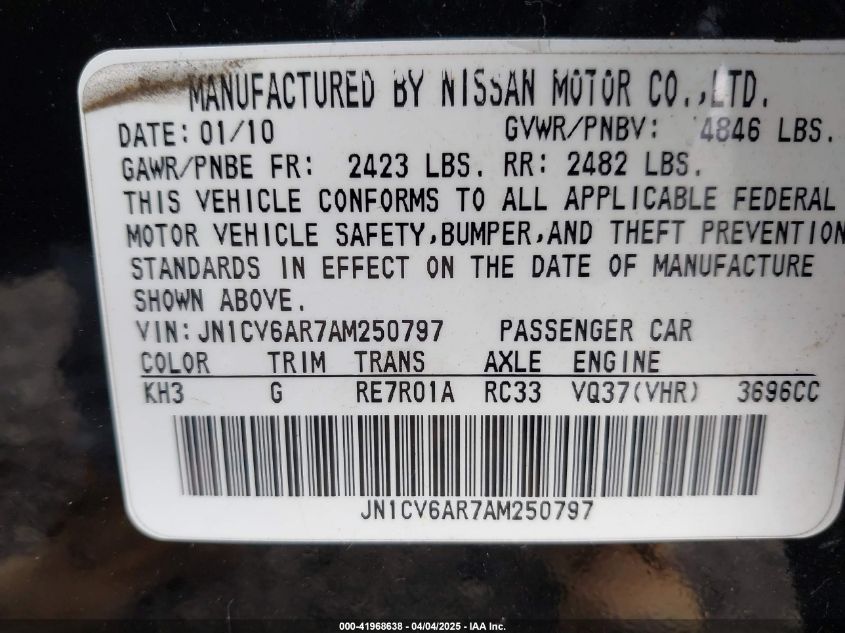 MANUFACTURED BY NISSAN MOTOR CO.,LTD.
DATE: 01/10 GVWR/PNBV: 4846 LBS.
GAWR/PNBE FR: 2423 LBS. RR: 2482 LBS.
THIS VEHICLE CONFORMS TO ALL APPLICABLE FEDERAL
MOTOR VEHICLE SAFETY,BUMPER,AND THEFT PREVENTION
STANDARDS IN EFFECT ON THE DATE OF MANUFACTURE
SHOWN ABOVE.
VIN:JN1CV6AR7AM250797 PASSENGER CAR
COLOR TRIM TRANS AXLE ENGINE
KH3 G RE7R01A RC33 VQ37(VHR) 3696CC
JN1CV6AR7AM250797
000-41968638 - 04/04/2025 - IAA Inc.